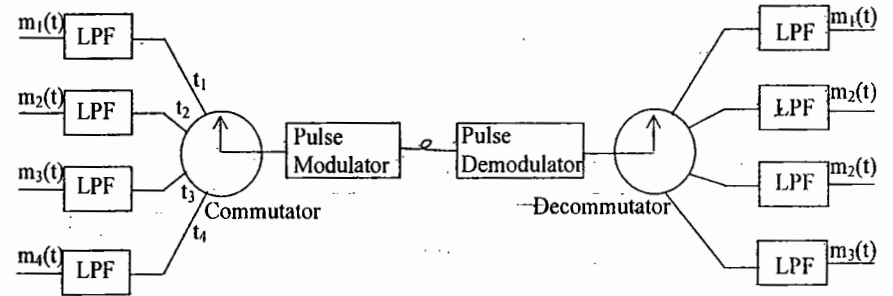 m₁(t) LPF
t₁
m₂(t) LPF
t₂
m₃(t) LPF
t₃
m₄(t) LPF
t₄
Commutator
Pulse
Modulator
Pulse
Demodulator
Decommutator
LPF m₁(t)
LPF m₂(t)
LPF m₂(t)
LPF m₃(t)